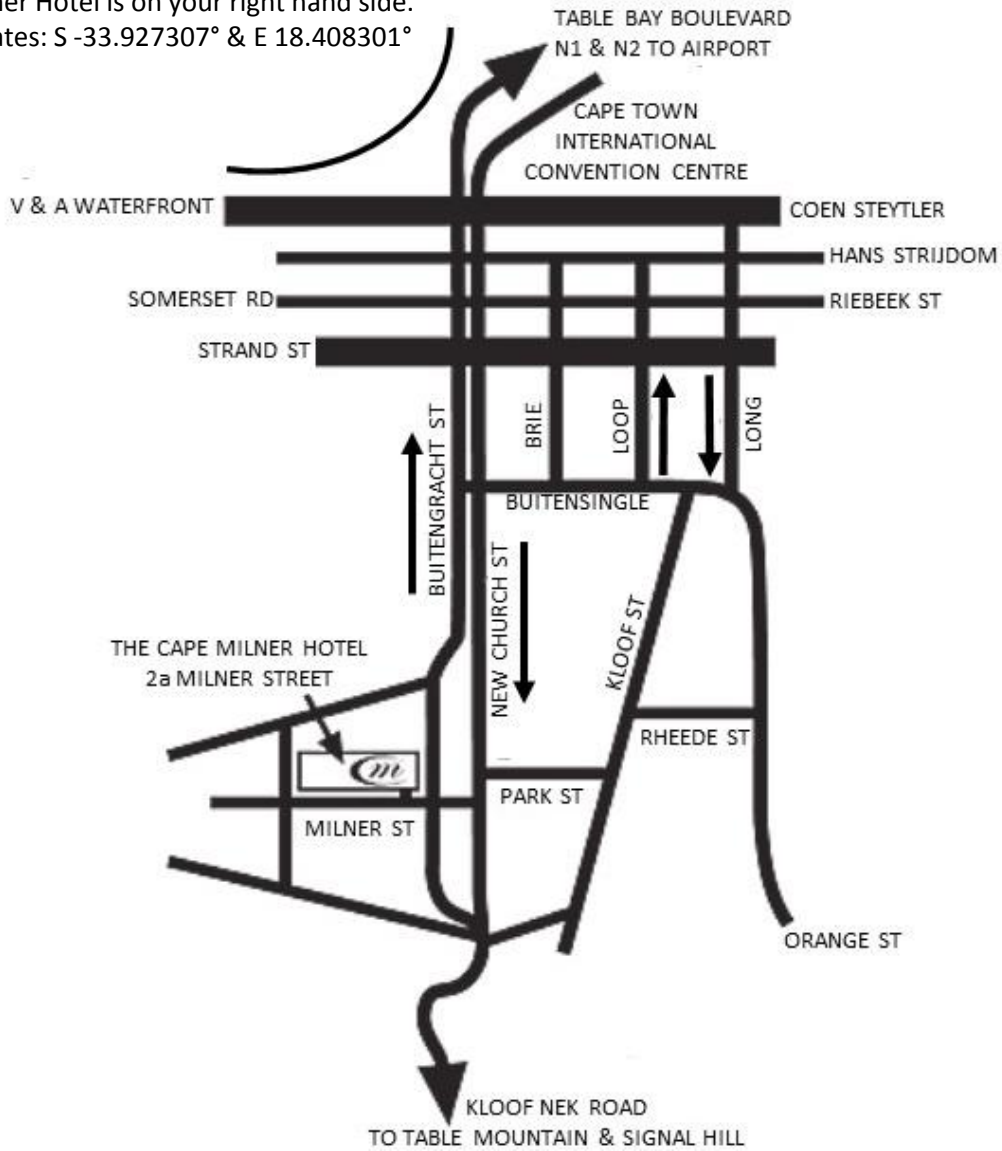 ner Hotel is on your right hand side.
ates: S -33.927307° & E 18.408301°
TABLE BAY BOULEVARD
N1 & N2 TO AIRPORT
CAPE TOWN
INTERNATIONAL
CONVENTION CENTRE
V & A WATERFRONT
COEN STEYTLER
HANS STRIJDOM
SOMERSET RD
RIEBEEK ST
STRAND ST
BUITENGRACHT ST
BRIE
LOOP
LONG
BUITENSINGLE
NEW CHURCH ST
KLOOF ST
THE CAPE MILNER HOTEL
2a MILNER STREET
RHEEDE ST
Cm
PARK ST
MILNER ST
ORANGE ST
KLOOF NEK ROAD
TO TABLE MOUNTAIN & SIGNAL HILL